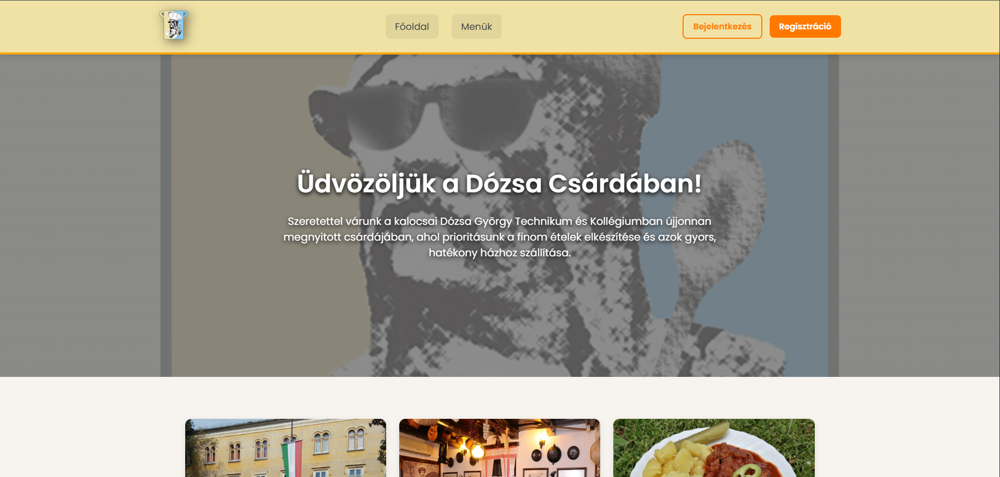 Főoldal
Menük
Bejelentkezés
Regisztráció
Üdvözöljük a Dózsa Csárdában!
Szeretettel várunk a kalocsai Dózsa György Technikum és Kollégiumban újjonnan
megnyitott csárdájában, ahol prioritásunk a finom ételek elkészítése és azok gyors,
hatékony házhoz szállítása.